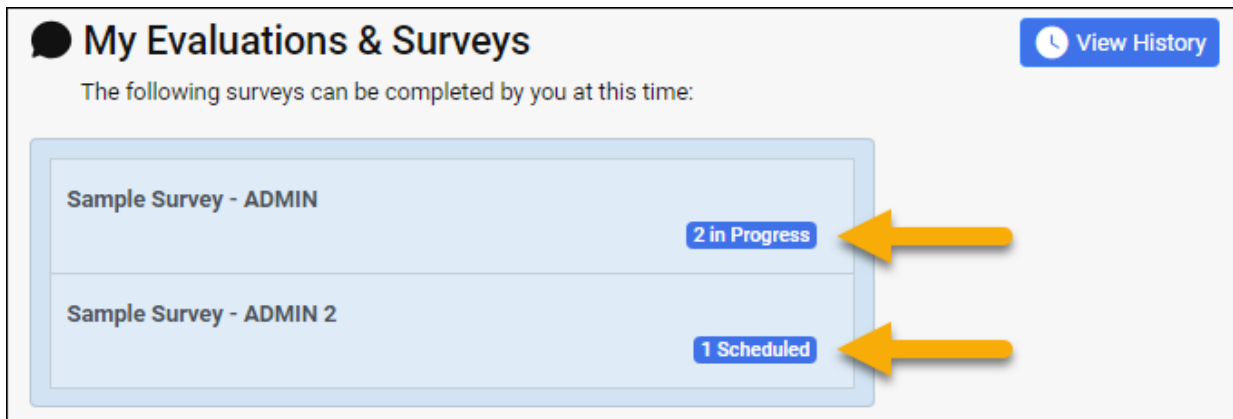 My Evaluations & Surveys
View History
The following surveys can be completed by you at this time:
Sample Survey - ADMIN
2 in Progress
Sample Survey - ADMIN 2
1 Scheduled